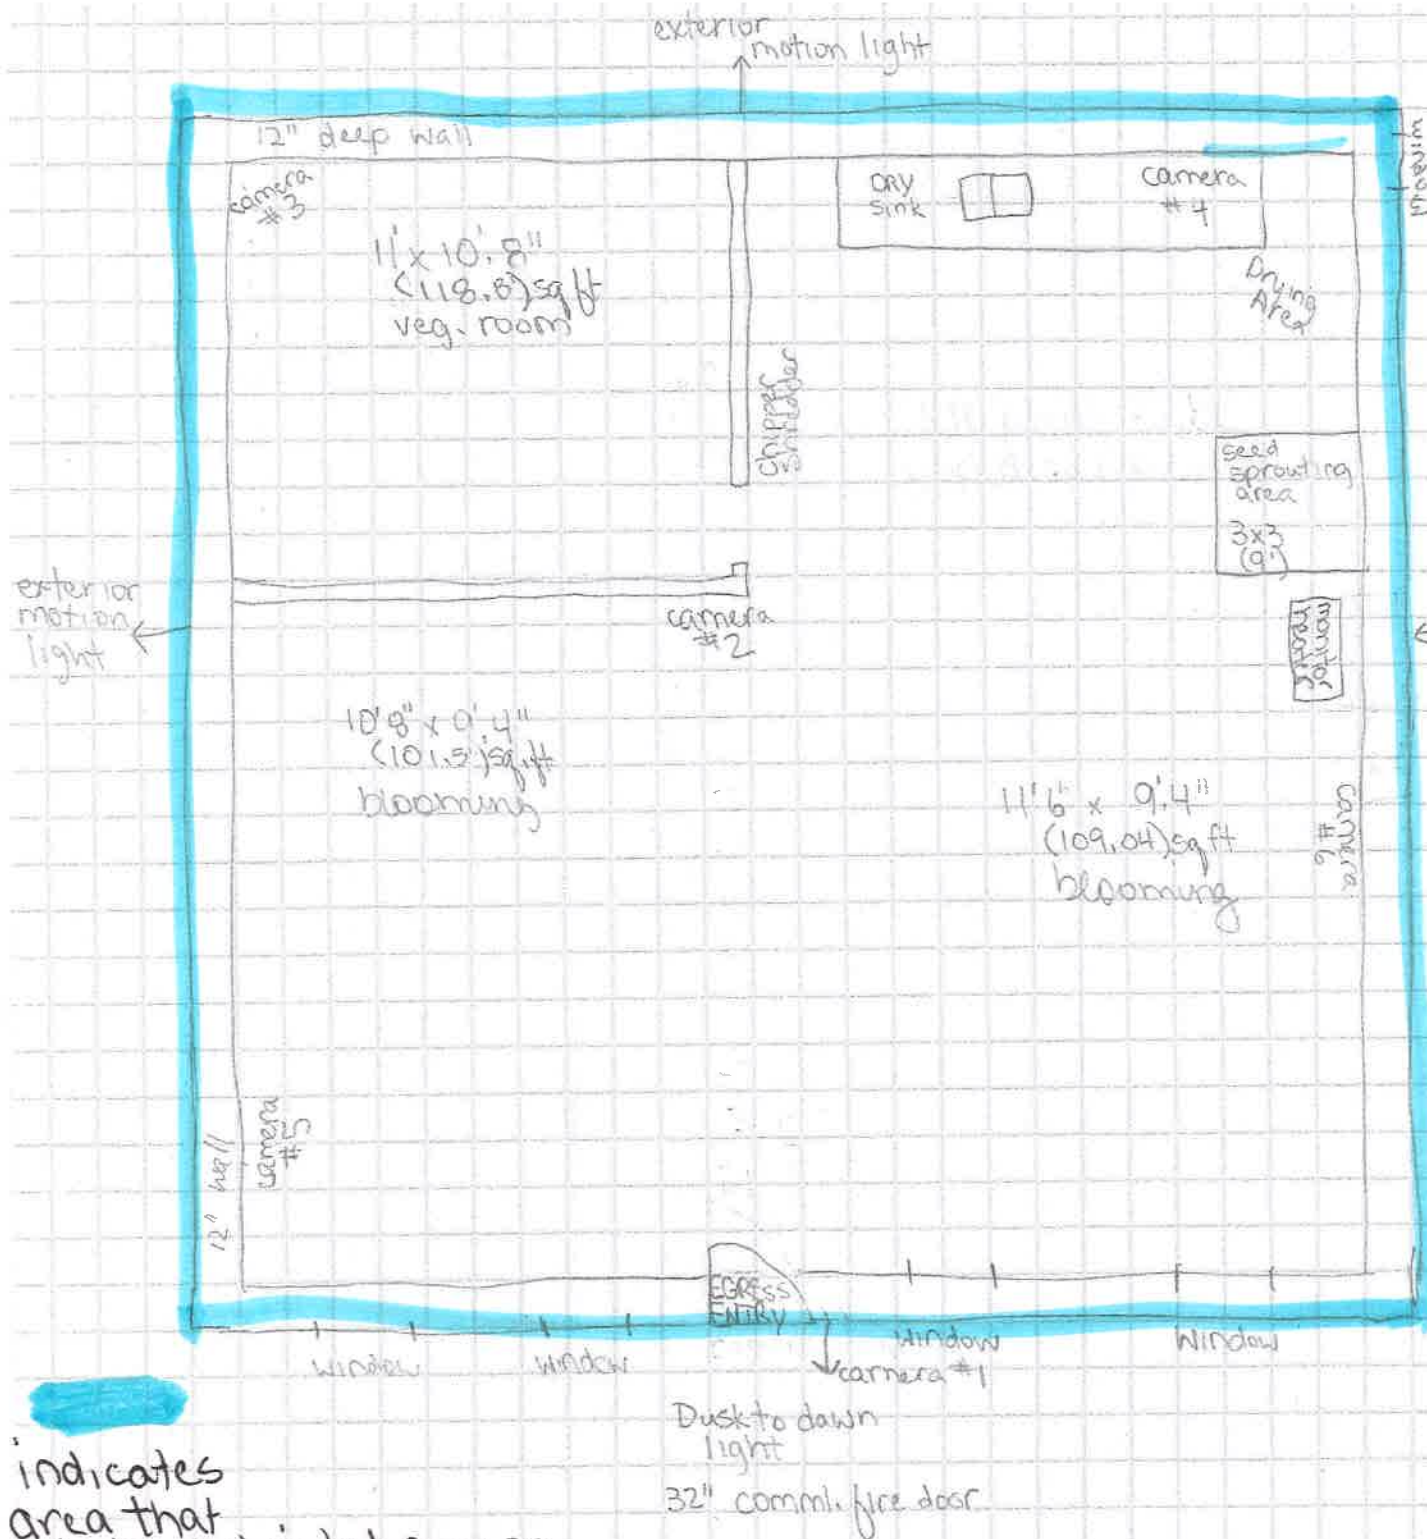 exterior
motion light
12" deep wall
camera
#3
11' x 10'.8"
(118.8) sq ft
veg. room
DRY
Sink
camera
#4
Drying
Area
chipper
shredder
seed
sprouting
area
3x3
(9')
exterior
motion
light
camera
#2
monitor
10'8" x 9'.4"
(101.5) sq.ft
blooming
11'6" x 9'.4"
(109.04) sq ft
blooming
camera
#6
camera
#5
12" wall
EGRESS
ENTRY
window
window
window
window
camera #1
Dusk to dawn
light
32" comml. fire door
indicates
area that